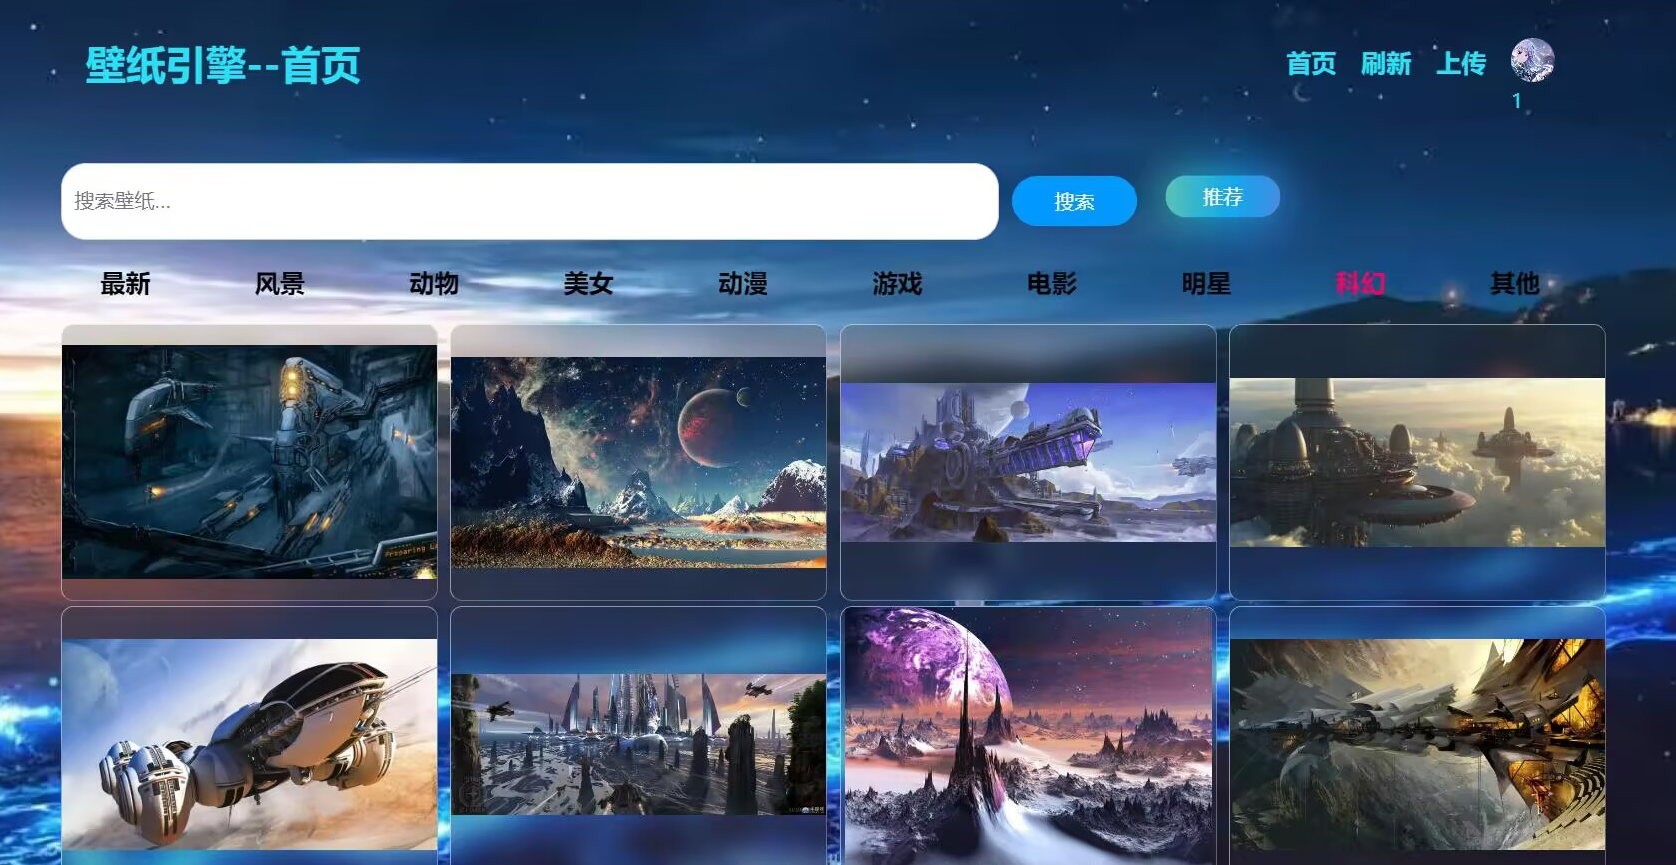 壁纸引擎--首页
首页 刷新 上传
1
搜索壁纸...
搜索 推荐
最新 风景 动物 美女 动漫 游戏 电影 明星 科幻 其他